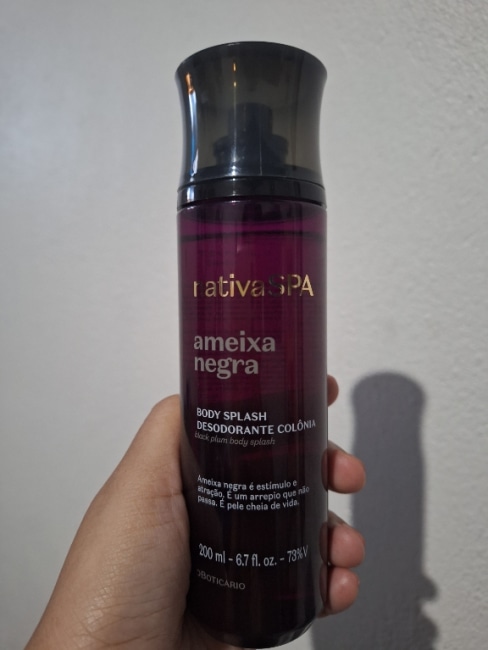 nativaSPA
ameixa
negra
BODY SPLASH
DESODORANTE COLÔNIA
black plum body splash
Ameixa negra é estímulo e
atração. É um arrepio que não
passa. É pele cheia de vida.
200 ml - 6.7 fl. oz. - 73%V
OBOTICÁRIO